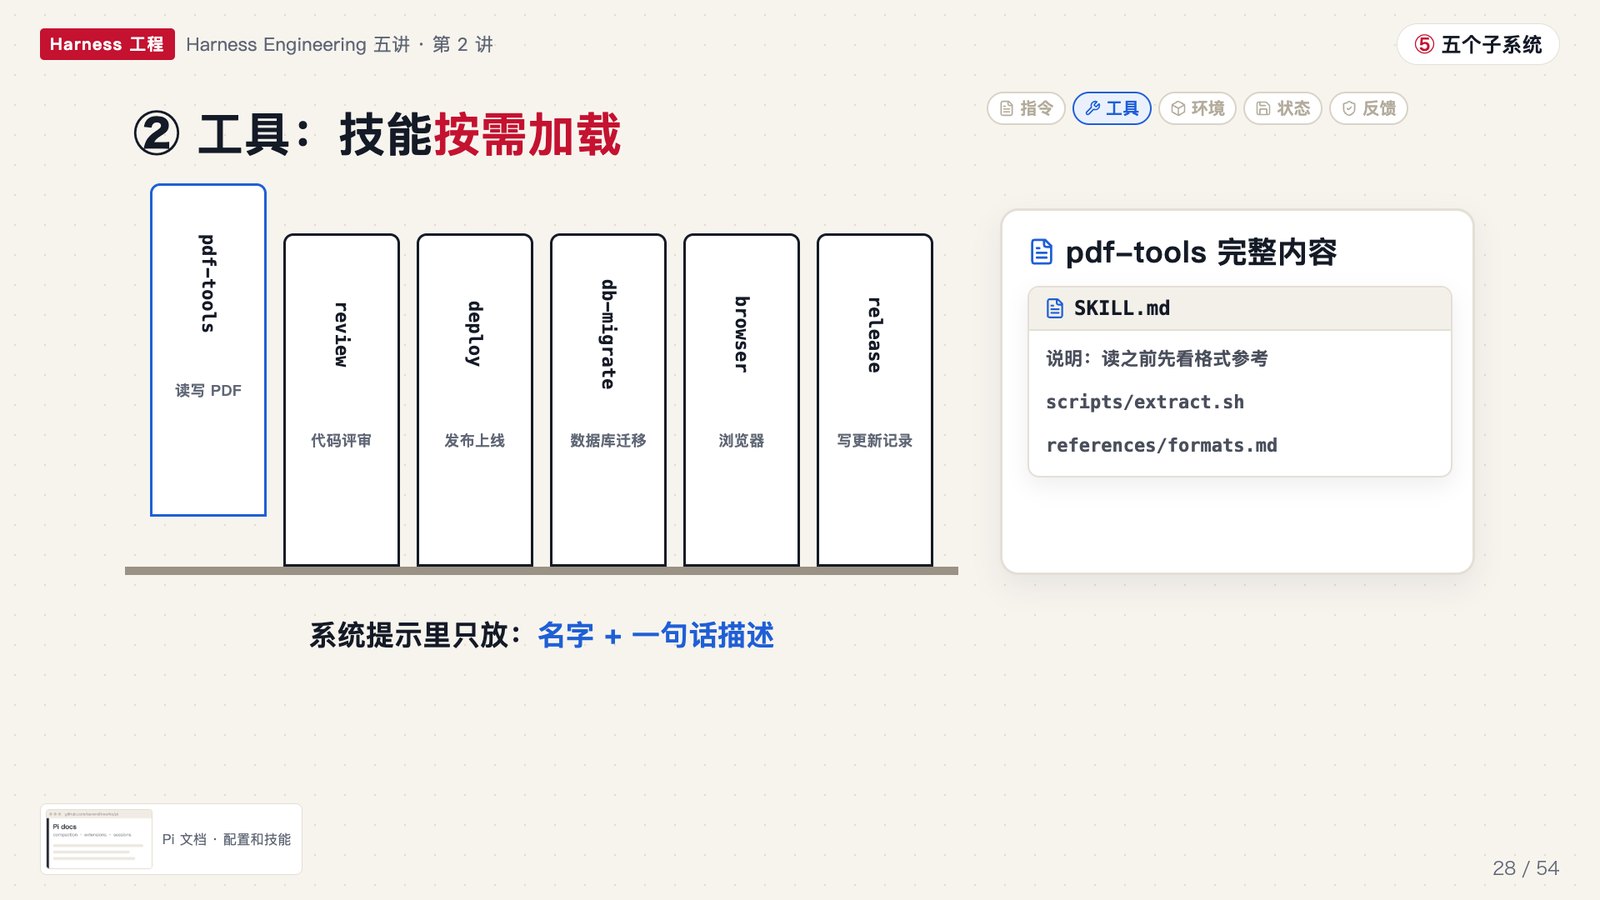 Harness 工程
Harness Engineering 五讲 · 第 2 讲
⑤ 五个子系统
指令
工具
环境
状态
反馈
② 工具：技能按需加载
pdf-tools
读写 PDF
review
代码评审
deploy
发布上线
db-migrate
数据库迁移
browser
浏览器
release
写更新记录
pdf-tools 完整内容
SKILL.md
说明：读之前先看格式参考
scripts/extract.sh
references/formats.md
系统提示里只放：名字 + 一句话描述
Pi docs
Pi 文档 · 配置和技能
28 / 54